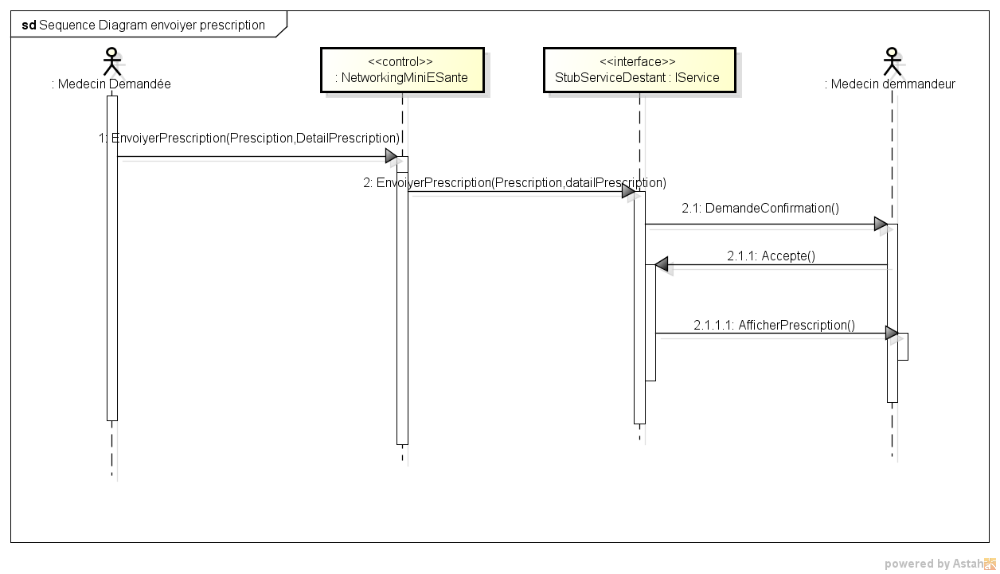 sd Sequence Diagram envoiyer prescription
: Medecin Demandée
<<control>>
: NetworkingMiniESante
<<interface>>
StubServiceDestant : IService
: Medecin demmandeur
1: EnvoiyerPrescription(Presciption,DetailPrescription)
2: EnvoiyerPrescription(Prescription,datailPrescription)
2.1: DemandeConfirmation()
2.1.1: Accepte()
2.1.1.1: AfficherPrescription()
powered by Astah